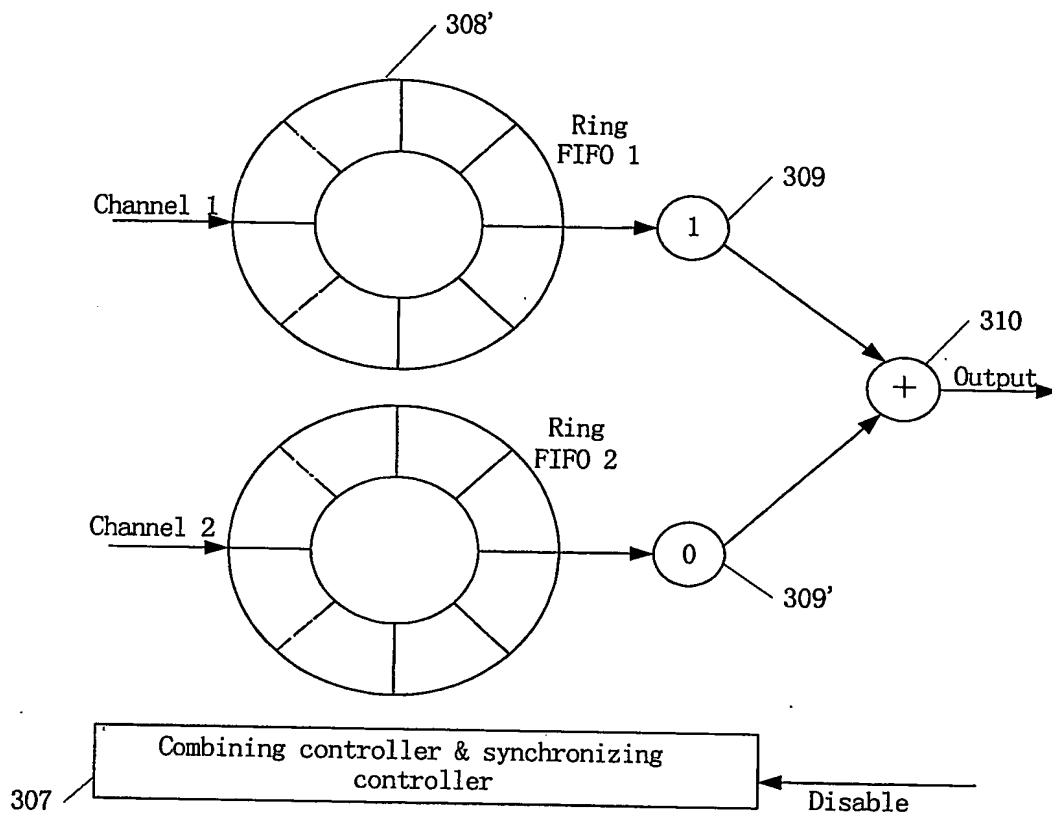 308'
Ring
FIFO 1
Channel 1
309
1
310
+
Output
Ring
FIFO 2
Channel 2
0
309'
Combining controller & synchronizing
controller
307
Disable